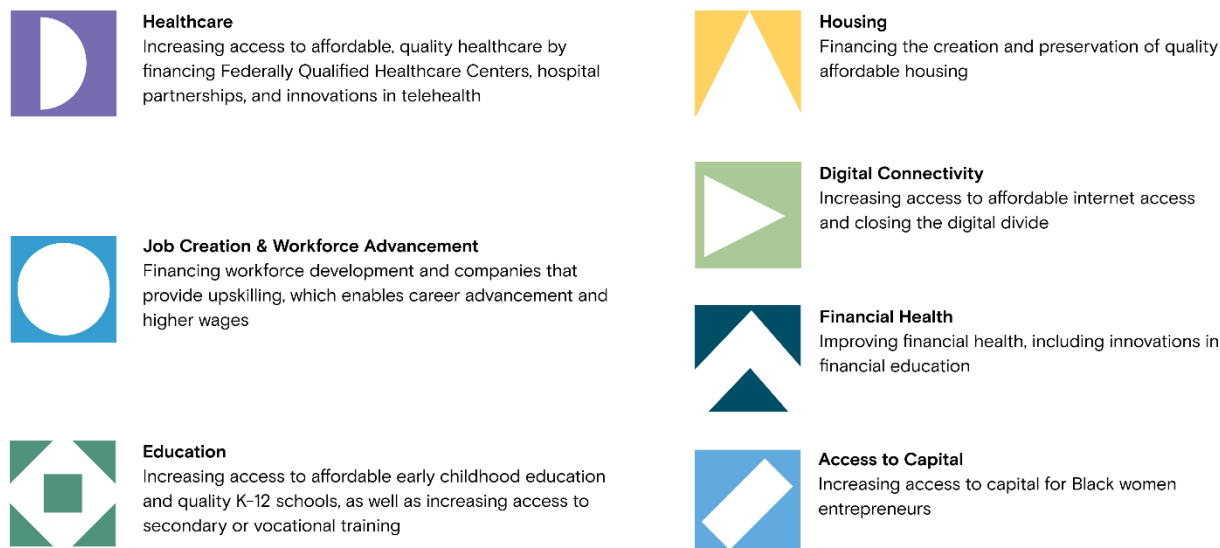 Healthcare
Increasing access to affordable, quality healthcare by
financing Federally Qualified Healthcare Centers, hospital
partnerships, and innovations in telehealth
Job Creation & Workforce Advancement
Financing workforce development and companies that
provide upskilling, which enables career advancement and
higher wages
Education
Increasing access to affordable early childhood education
and quality K–12 schools, as well as increasing access to
secondary or vocational training
Housing
Financing the creation and preservation of quality
affordable housing
Digital Connectivity
Increasing access to affordable internet access
and closing the digital divide
Financial Health
Improving financial health, including innovations in
financial education
Access to Capital
Increasing access to capital for Black women
entrepreneurs